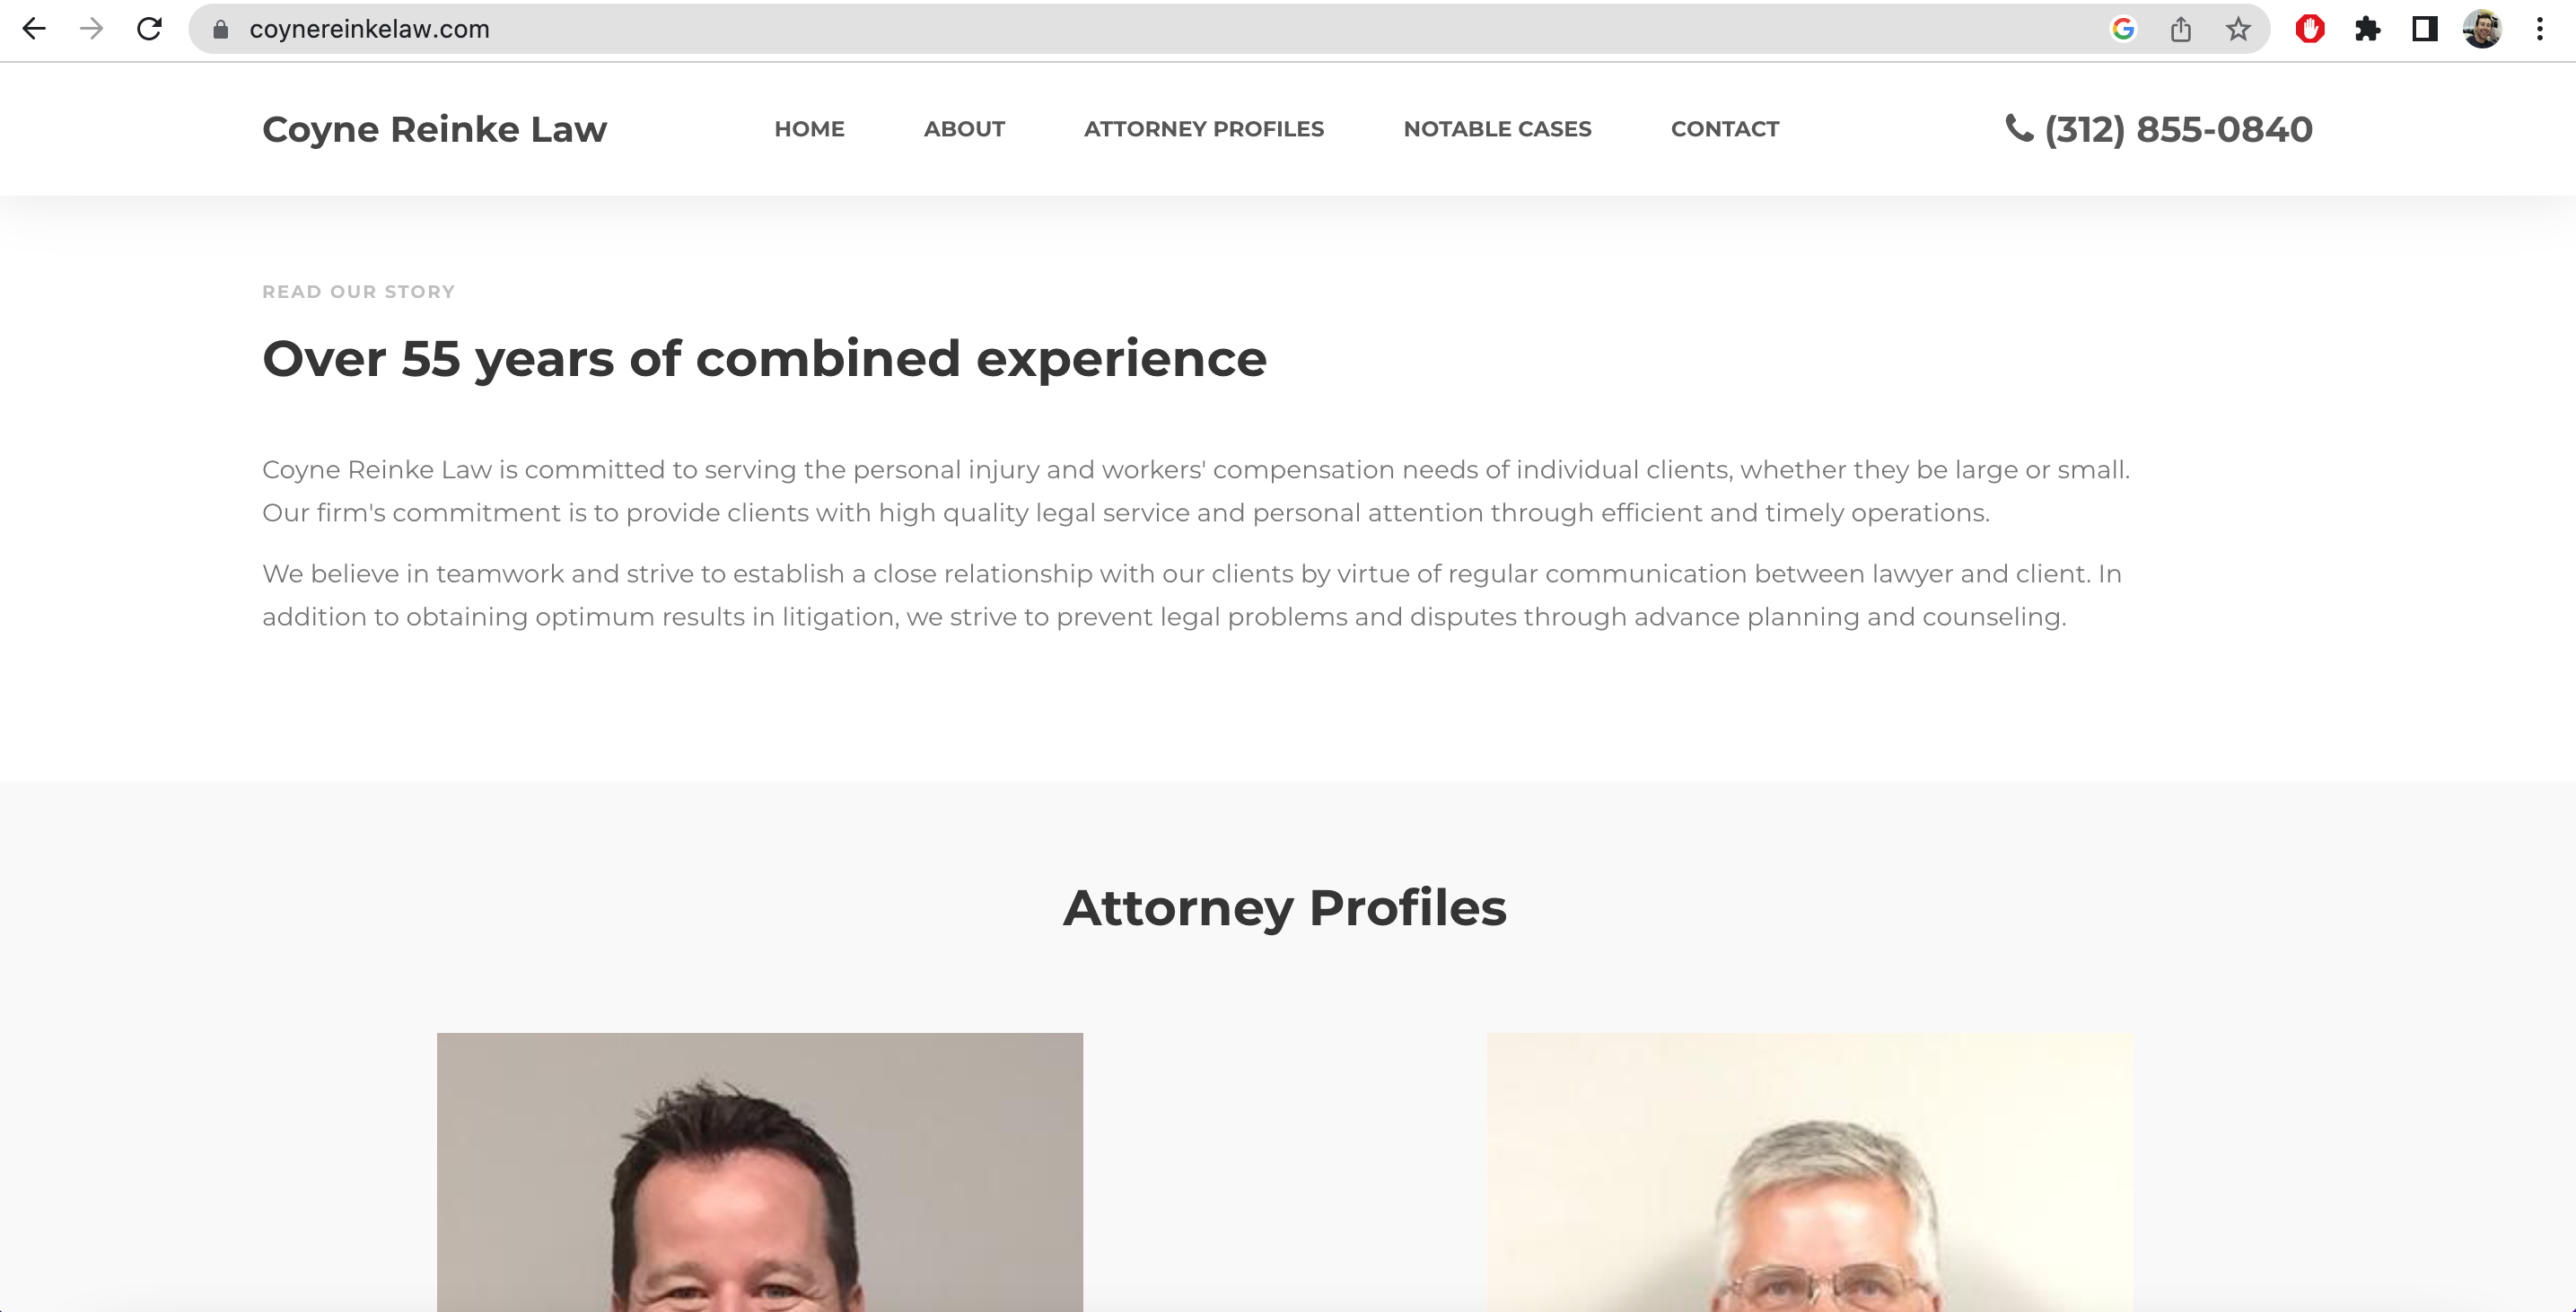 coynereinkelaw.com
Coyne Reinke Law
HOME
ABOUT
ATTORNEY PROFILES
NOTABLE CASES
CONTACT
(312) 855-0840
READ OUR STORY
Over 55 years of combined experience
Coyne Reinke Law is committed to serving the personal injury and workers' compensation needs of individual clients, whether they be large or small.
Our firm's commitment is to provide clients with high quality legal service and personal attention through efficient and timely operations.
We believe in teamwork and strive to establish a close relationship with our clients by virtue of regular communication between lawyer and client. In
addition to obtaining optimum results in litigation, we strive to prevent legal problems and disputes through advance planning and counseling.
Attorney Profiles